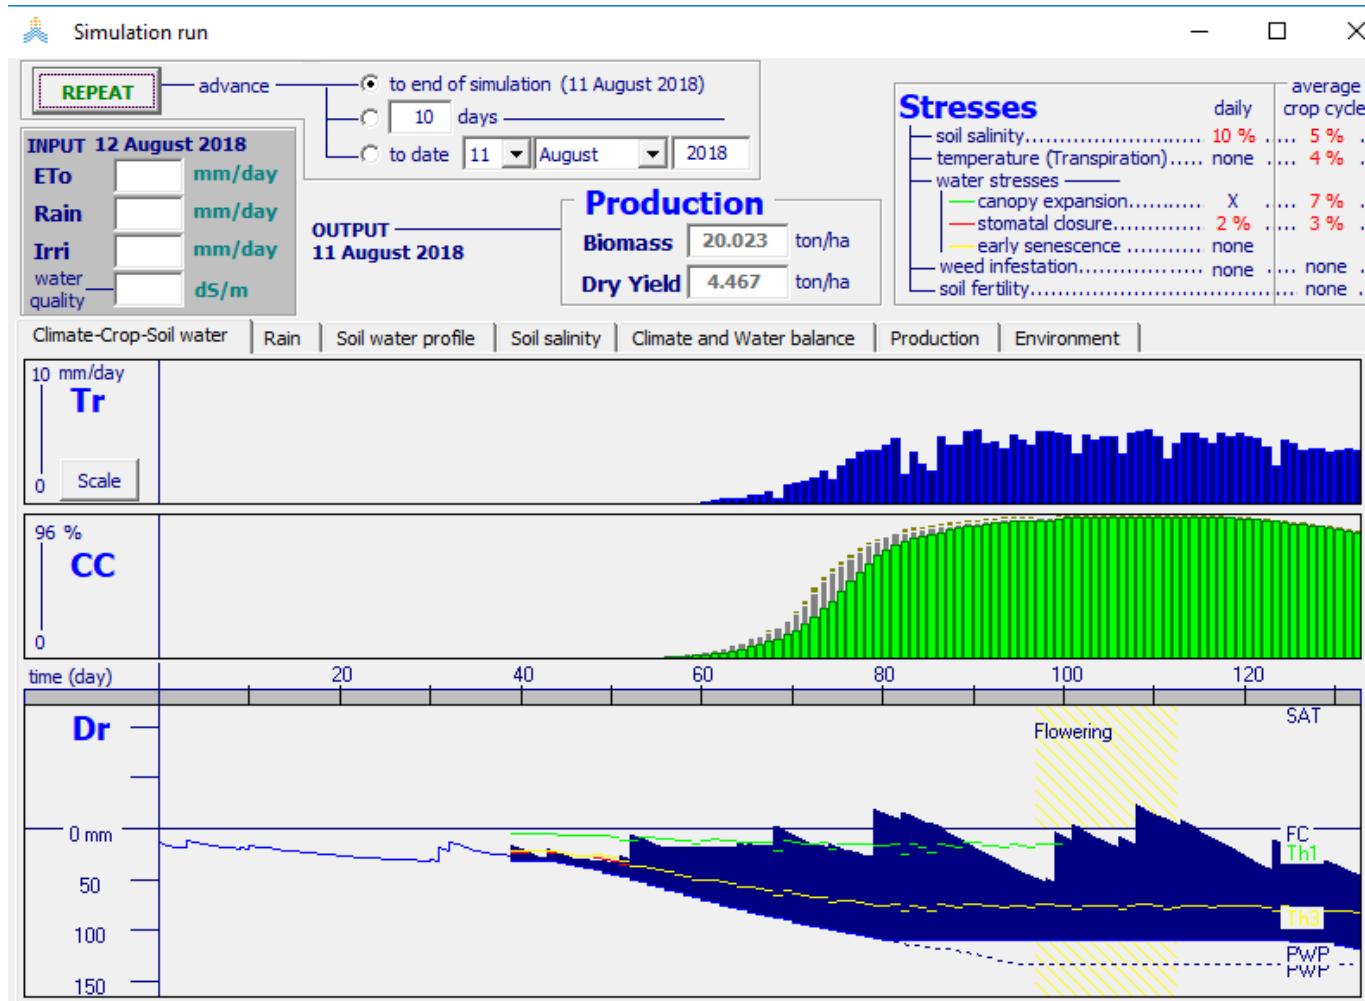 Simulation run
REPEAT
advance
to end of simulation (11 August 2018)
10 days
to date 11 August 2018
INPUT 12 August 2018
ETo mm/day
Rain mm/day
Irri mm/day
water
quality dS/m
OUTPUT
11 August 2018
Production
Biomass 20.023 ton/ha
Dry Yield 4.467 ton/ha
average
Stresses daily crop cycle
soil salinity 10 % 5 %
temperature (Transpiration) none 4 %
water stresses
canopy expansion X 7 %
stomatal closure 2 % 3 %
early senescence none
weed infestation none none
soil fertility none
Climate-Crop-Soil water Rain Soil water profile Soil salinity Climate and Water balance Production Environment
10 mm/day
Tr
0
Scale
96 %
CC
0
time (day) 20 40 60 80 100 120
Dr
SAT
Flowering
0 mm
FC
Th1
50
Th3
100
PWP
PWP
150